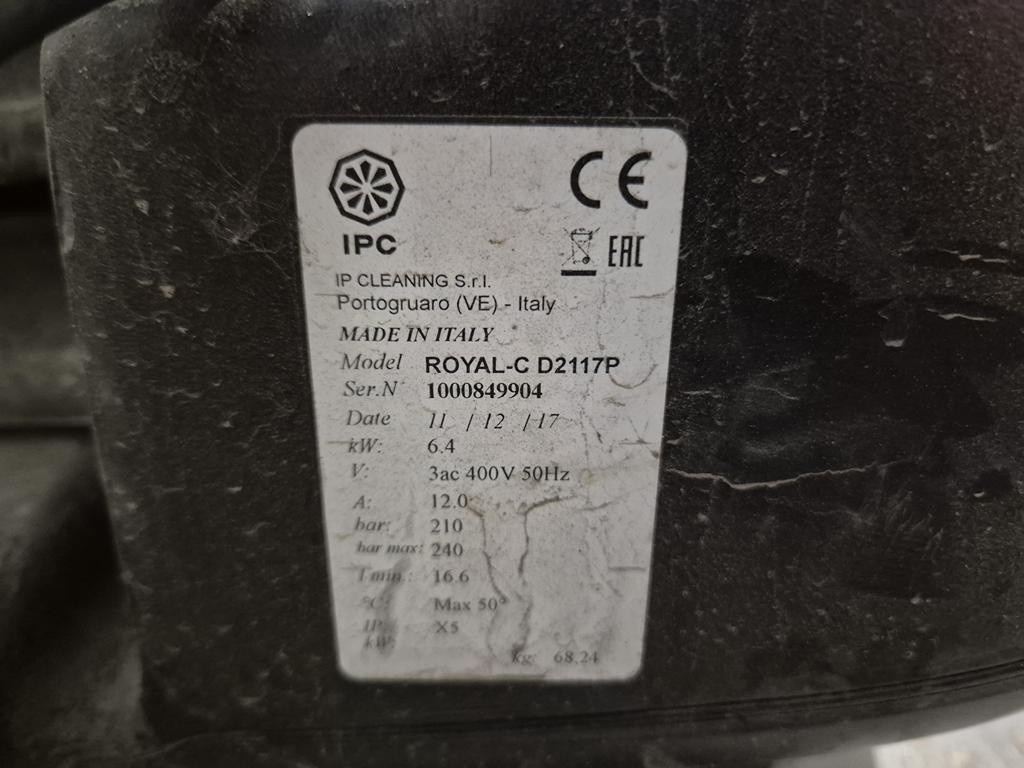 IPC
CE
EAC
IP CLEANING S.r.l.
Portogruaro (VE) - Italy
MADE IN ITALY
Model ROYAL-C D2117P
Ser.N 1000849904
Date 11 / 12 / 17
kW: 6.4
V: 3ac 400V 50Hz
A: 12.0
bar: 210
bar max: 240
l min.: 16.6
°C: Max 50°
IP X5
kW:
kg: 68.24